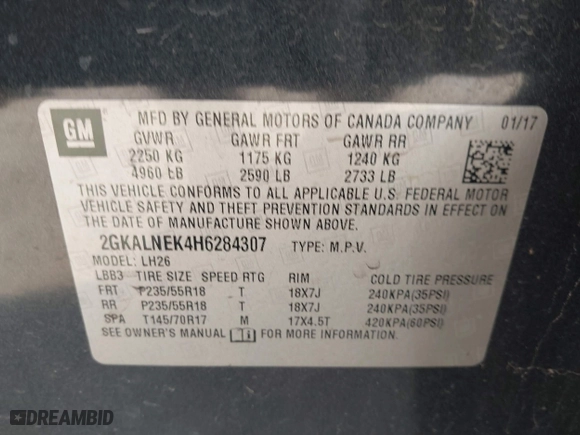 GM
MFD BY GENERAL MOTORS OF CANADA COMPANY 01/17
GVWR GAWR FRT GAWR RR
2250 KG 1175 KG 1240 KG
4960 LB 2590 LB 2733 LB
THIS VEHICLE CONFORMS TO ALL APPLICABLE U.S. FEDERAL MOTOR
VEHICLE SAFETY AND THEFT PREVENTION STANDARDS IN EFFECT ON
THE DATE OF MANUFACTURE SHOWN ABOVE.
2GKALNEK4H6284307 TYPE: M.P.V.
MODEL: LH26
LBB3 TIRE SIZE SPEED RTG RIM COLD TIRE PRESSURE
FRT P235/55R18 T 18X7J 240KPA(35PSI)
RR P235/55R18 T 18X7J 240KPA(35PSI)
SPA T145/70R17 M 17X4.5T 420KPA(60PSI)
SEE OWNER'S MANUAL FOR MORE INFORMATION.
DREAMBID